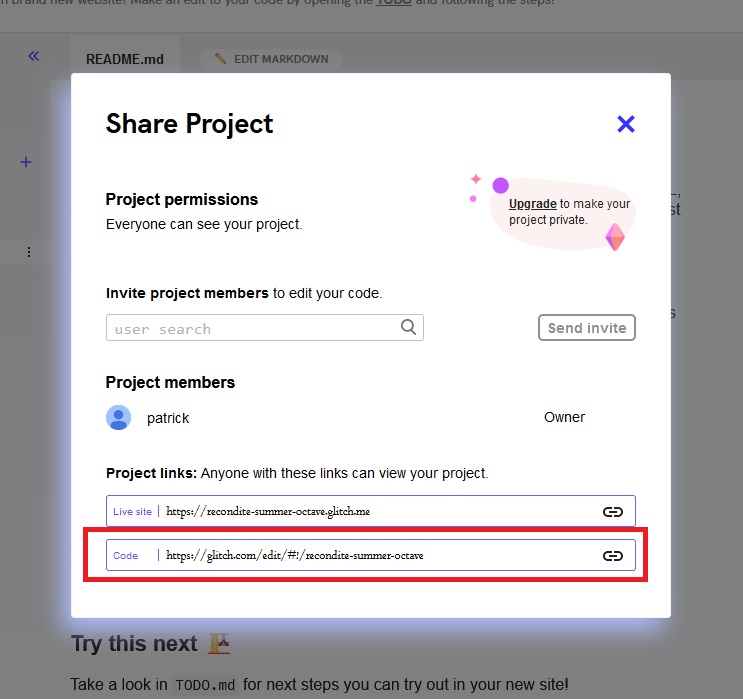 brand new website! Make an edit to your code by opening the TODO and following the steps!
README.md
EDIT MARKDOWN
Share Project
Project permissions
Everyone can see your project.
Upgrade to make your
project private.
st
s
Invite project members to edit your code.
user search
Send invite
Project members
patrick
Owner
Project links: Anyone with these links can view your project.
Live site https://recondite-summer-octave.glitch.me
Code https://glitch.com/edit/#!/recondite-summer-octave
Try this next
Take a look in TODO.md for next steps you can try out in your new site!